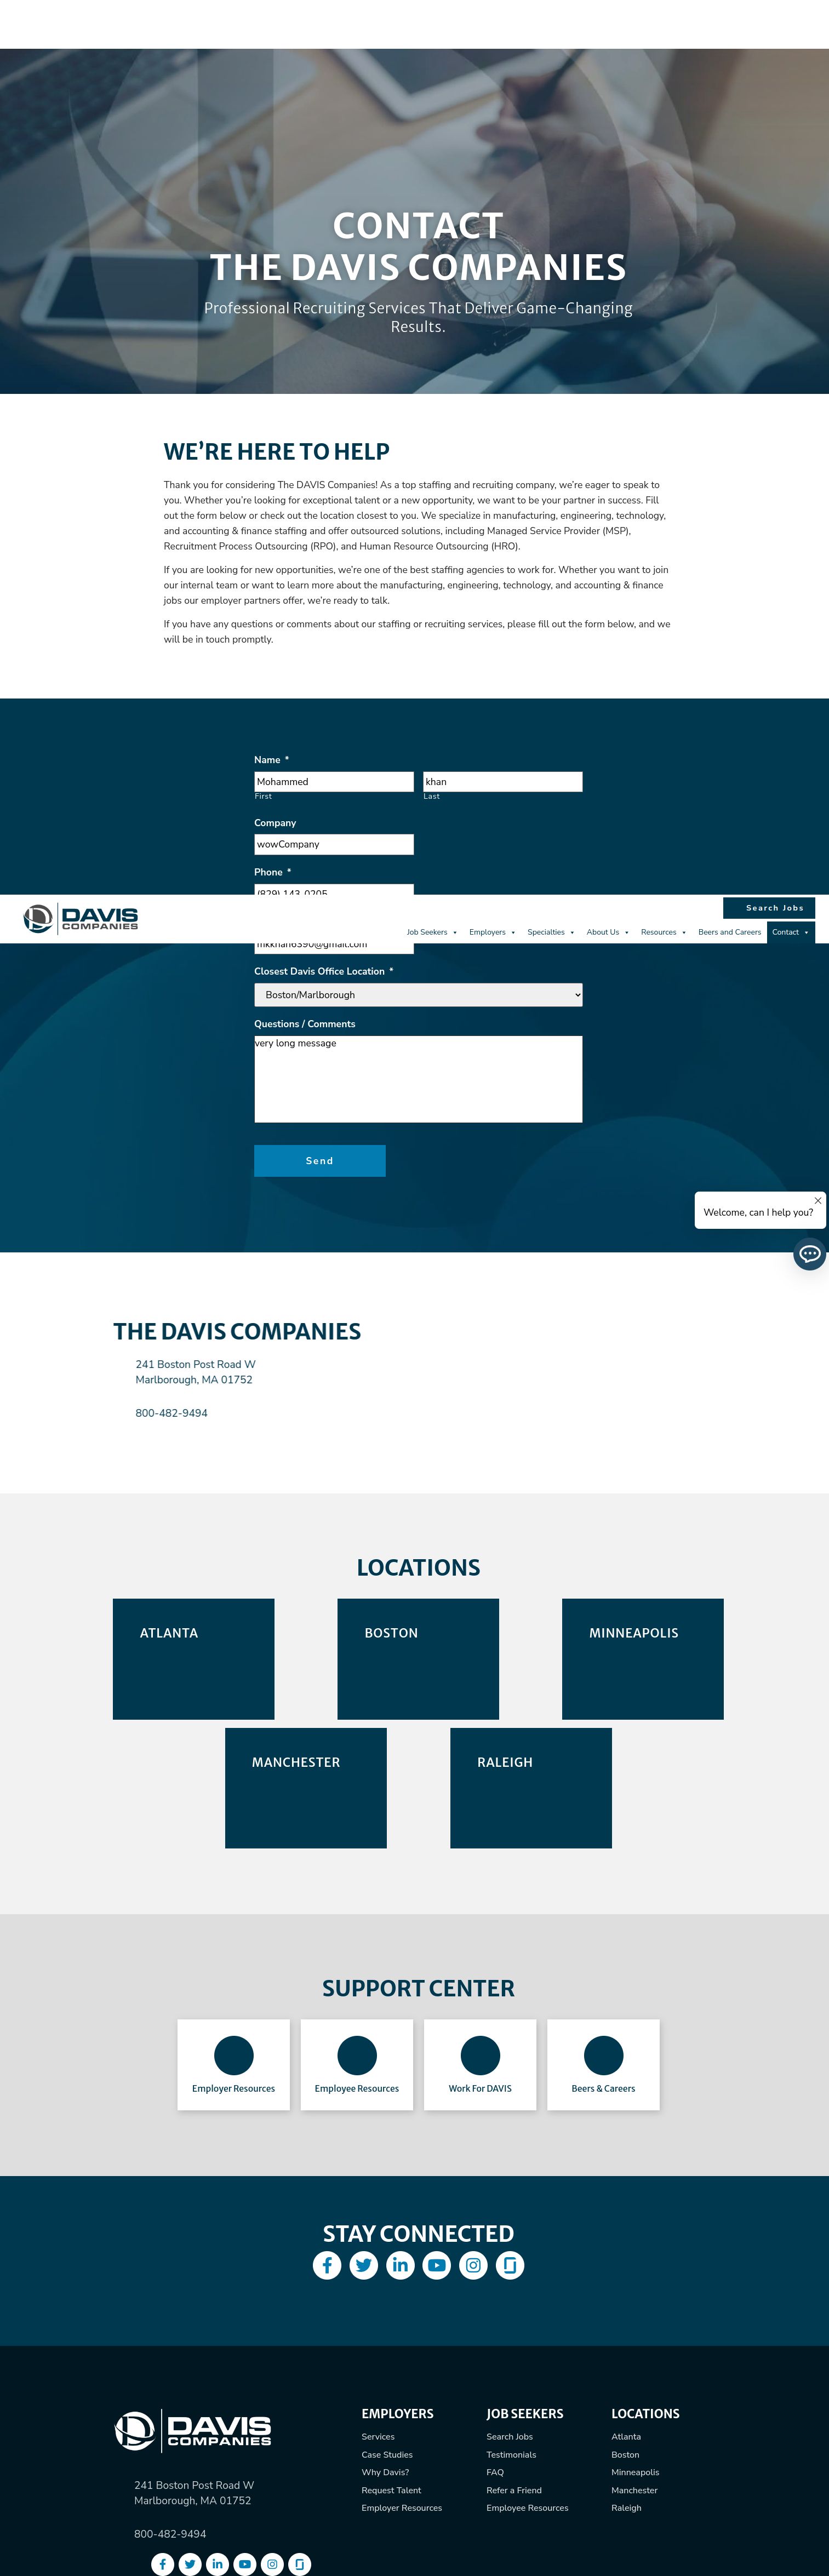 CONTACT
THE DAVIS COMPANIES
Professional Recruiting Services That Deliver Game-Changing
Results.
WE’RE HERE TO HELP
Thank you for considering The DAVIS Companies! As a top staffing and recruiting company, we’re eager to speak to
you. Whether you’re looking for exceptional talent or a new opportunity, we want to be your partner in success. Fill
out the form below or check out the location closest to you. We specialize in manufacturing, engineering, technology,
and accounting & finance staffing and offer outsourced solutions, including Managed Service Provider (MSP),
Recruitment Process Outsourcing (RPO), and Human Resource Outsourcing (HRO).
If you are looking for new opportunities, we’re one of the best staffing agencies to work for. Whether you want to join
our internal team or want to learn more about the manufacturing, engineering, technology, and accounting & finance
jobs our employer partners offer, we’re ready to talk.
If you have any questions or comments about our staffing or recruiting services, please fill out the form below, and we
will be in touch promptly.
Name *
Mohammed khan
First Last
Company
wowCompany
Phone *
(829) 143-0205
Search Jobs
DAVIS
COMPANIES
Job Seekers Employers Specialties About Us Resources Beers and Careers Contact
mkkhan6390@gmail.com
Closest Davis Office Location *
Boston/Marlborough
Questions / Comments
very long message
Send
Welcome, can I help you?
THE DAVIS COMPANIES
241 Boston Post Road W
Marlborough, MA 01752
800-482-9494
LOCATIONS
ATLANTA BOSTON MINNEAPOLIS
MANCHESTER RALEIGH
SUPPORT CENTER
Employer Resources Employee Resources Work For DAVIS Beers & Careers
STAY CONNECTED
DAVIS
COMPANIES
241 Boston Post Road W
Marlborough, MA 01752
800-482-9494
EMPLOYERS
Services
Case Studies
Why Davis?
Request Talent
Employer Resources
JOB SEEKERS
Search Jobs
Testimonials
FAQ
Refer a Friend
Employee Resources
LOCATIONS
Atlanta
Boston
Minneapolis
Manchester
Raleigh